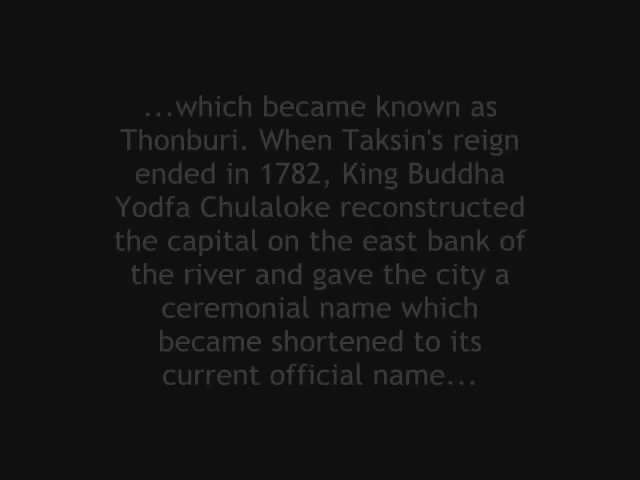 ...which became known as
Thonburi. When Taksin's reign
ended in 1782, King Buddha
Yodfa Chulaloke reconstructed
the capital on the east bank of
the river and gave the city a
ceremonial name which
became shortened to its
current official name...